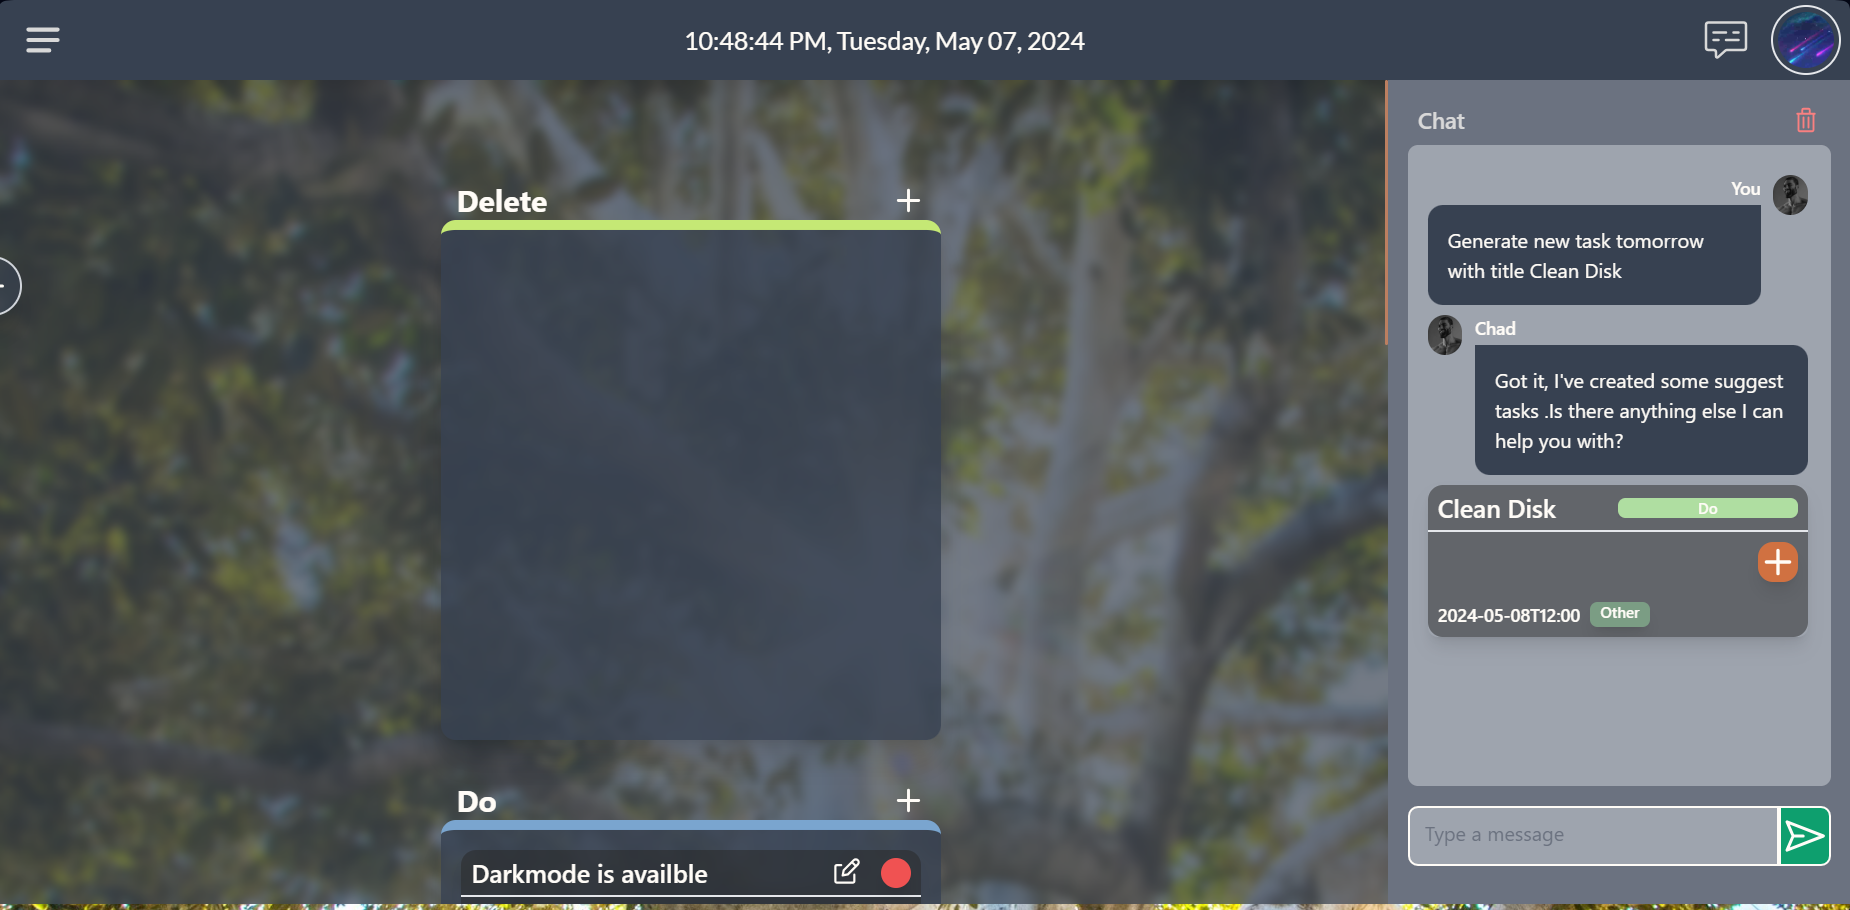 10:48:44 PM, Tuesday, May 07, 2024
Delete
Do
Darkmode is availble
Chat
You
Generate new task tomorrow
with title Clean Disk
Chad
Got it, I've created some suggest
tasks .Is there anything else I can
help you with?
Clean Disk
Do
2024-05-08T12:00
Other
Type a message